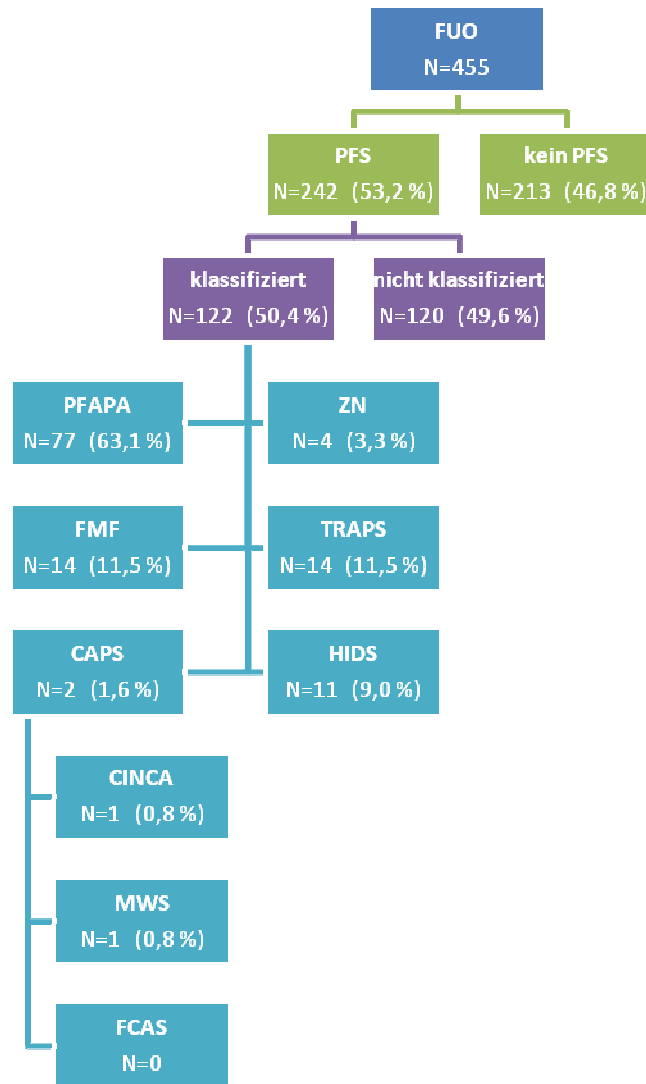 FUO
N=455
PFS
N=242 (53,2 %)
kein PFS
N=213 (46,8 %)
klassifiziert
N=122 (50,4 %)
nicht klassifiziert
N=120 (49,6 %)
PFAPA
N=77 (63,1 %)
ZN
N=4 (3,3 %)
FMF
N=14 (11,5 %)
TRAPS
N=14 (11,5 %)
CAPS
N=2 (1,6 %)
HIDS
N=11 (9,0 %)
CINCA
N=1 (0,8 %)
MWS
N=1 (0,8 %)
FCAS
N=0